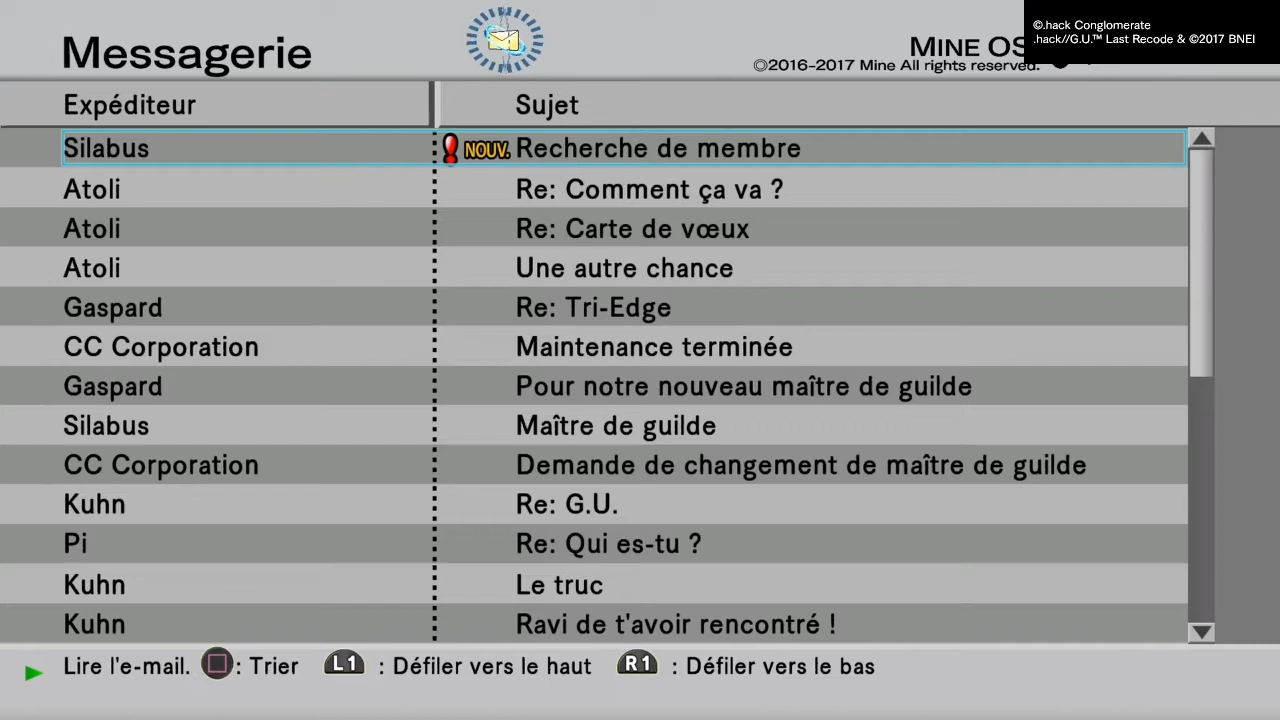 Messagerie
MINE OS
©2016-2017 Mine All rights reserved.
©.hack Conglomerate
.hack//G.U.™ Last Recode & ©2017 BNEI
Expéditeur Sujet
Silabus NOUV. Recherche de membre
Atoli Re: Comment ça va ?
Atoli Re: Carte de vœux
Atoli Une autre chance
Gaspard Re: Tri-Edge
CC Corporation Maintenance terminée
Gaspard Pour notre nouveau maître de guilde
Silabus Maître de guilde
CC Corporation Demande de changement de maître de guilde
Kuhn Re: G.U.
Pi Re: Qui es-tu ?
Kuhn Le truc
Kuhn Ravi de t'avoir rencontré !
Lire l'e-mail. : Trier L1 : Défiler vers le haut R1 : Défiler vers le bas